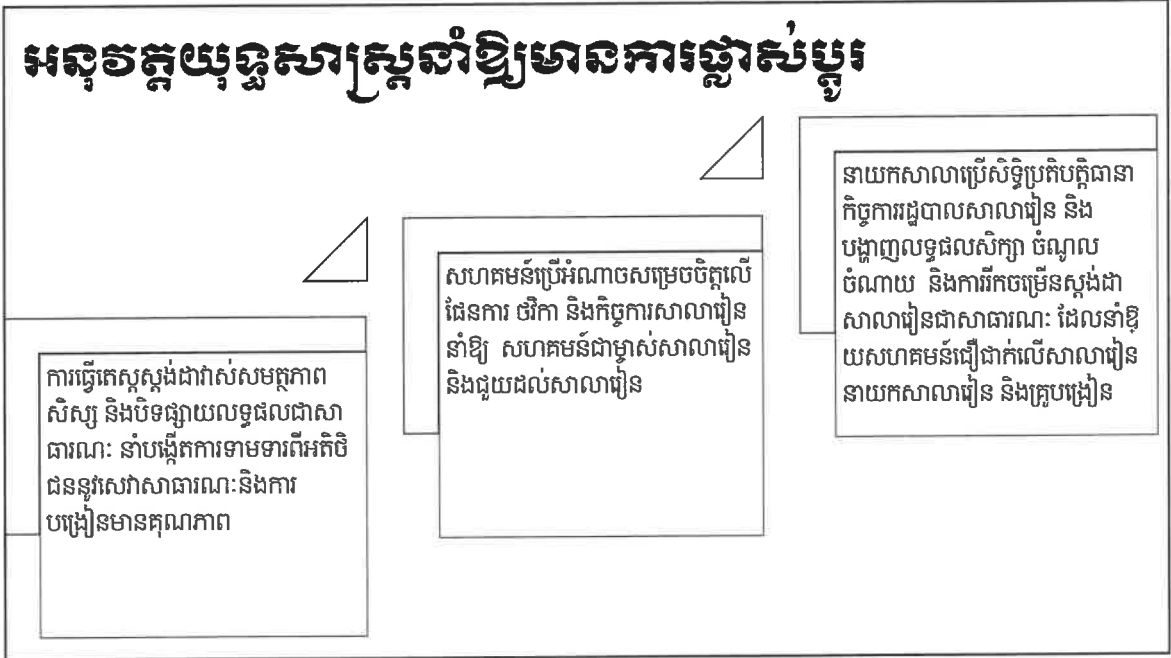 អនុវត្តយុទ្ធសាស្ត្រនាំឱ្យមានការផ្លាស់ប្តូរ
ការធ្វើតេស្តស្តង់ដាវាស់សមត្ថភាព
សិស្ស និងបិទផ្សាយលទ្ធផលជាសា
ធារណៈ នាំបង្កើតការទាមទារពីអតិថិ
ជននូវសេវាសាធារណៈនិងការ
បង្រៀនមានគុណភាព
សហគមន៍ប្រើអំណាចសម្រេចចិត្តលើ
ផែនការ ថវិកា និងកិច្ចការសាលារៀន
នាំឱ្យ សហគមន៍ជាម្ចាស់សាលារៀន
និងជួយដល់សាលារៀន
នាយកសាលាប្រើសិទ្ធិប្រតិបត្តិធានា
កិច្ចការរដ្ឋបាលសាលារៀន និង
បង្ហាញលទ្ធផលសិក្សា ចំណូល
ចំណាយ និងការរីកចម្រើនស្តង់ដា
សាលារៀនជាសាធារណៈ ដែលនាំឱ្
យសហគមន៍ជឿជាក់លើសាលារៀន
នាយកសាលារៀន និងគ្រូបង្រៀន